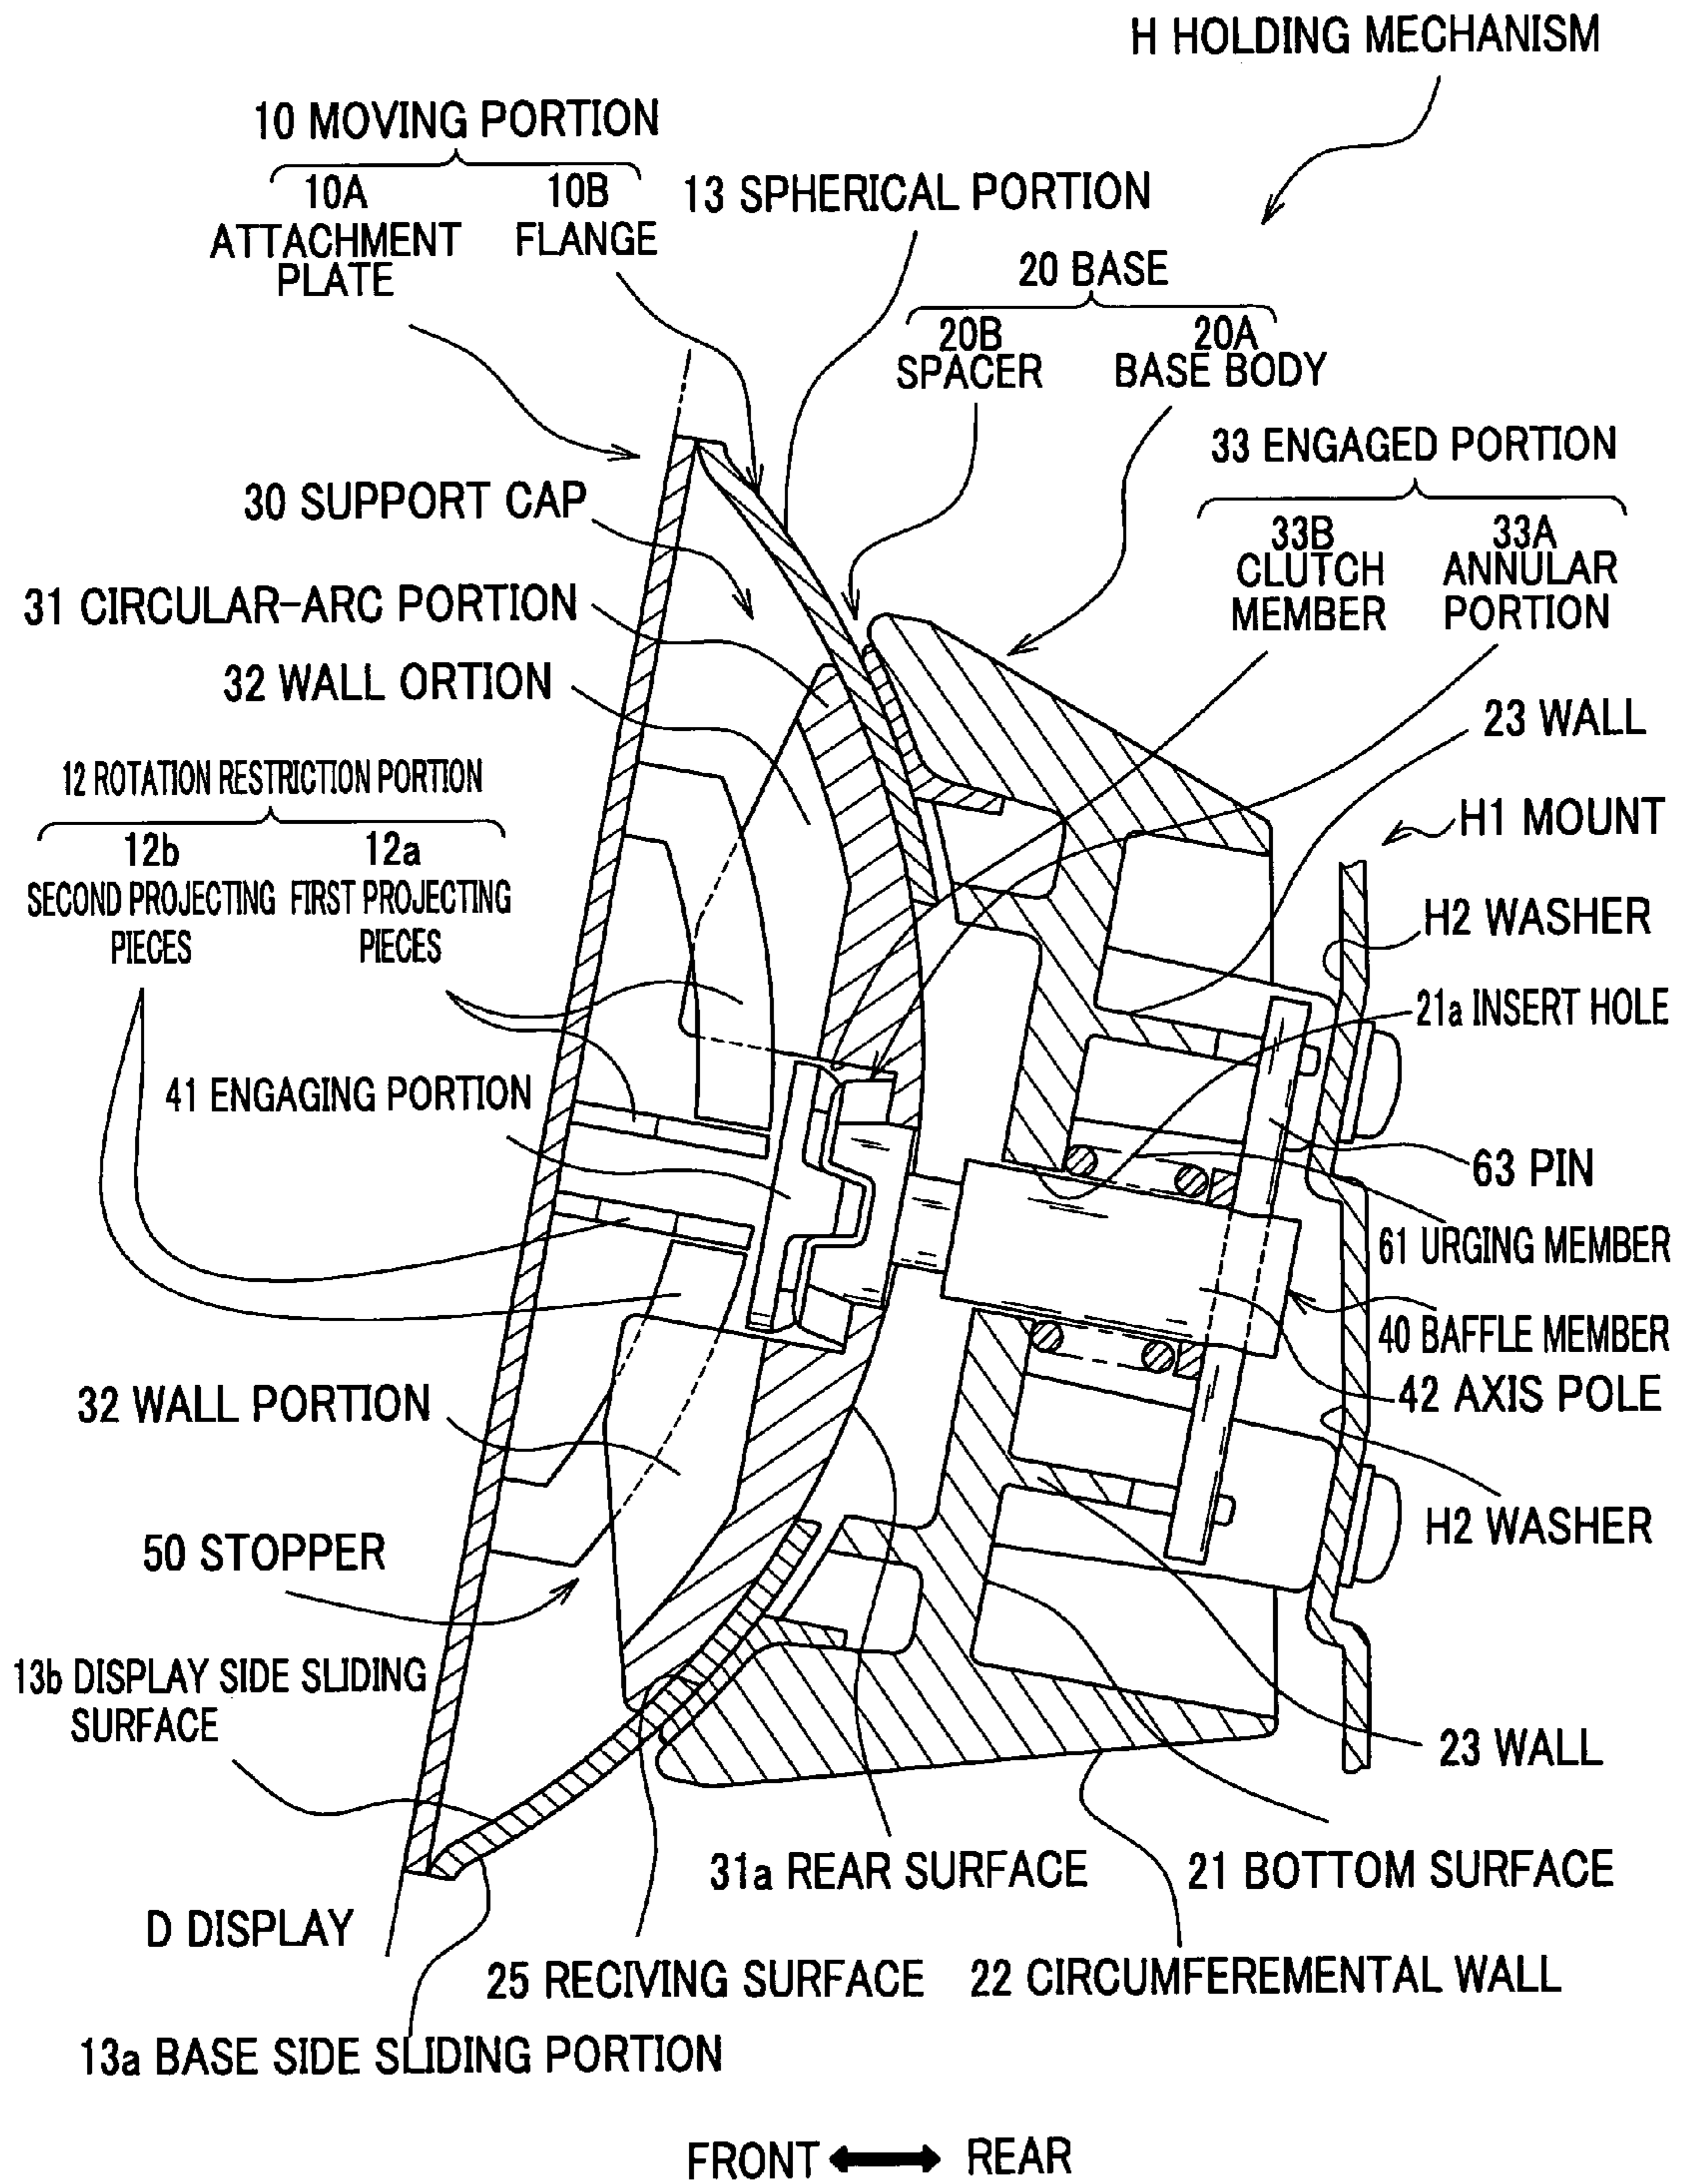 H HOLDING MECHANISM
10 MOVING PORTION
10A
ATTACHMENT
PLATE
10B
FLANGE
13 SPHERICAL PORTION
20 BASE
20B
SPACER
20A
BASE BODY
33 ENGAGED PORTION
33B
CLUTCH
MEMBER
33A
ANNULAR
PORTION
30 SUPPORT CAP
31 CIRCULAR-ARC PORTION
32 WALL ORTION
23 WALL
12 ROTATION RESTRICTION PORTION
12b
SECOND PROJECTING
PIECES
12a
FIRST PROJECTING
PIECES
H1 MOUNT
H2 WASHER
21a INSERT HOLE
41 ENGAGING PORTION
63 PIN
61 URGING MEMBER
40 BAFFLE MEMBER
42 AXIS POLE
32 WALL PORTION
H2 WASHER
50 STOPPER
13b DISPLAY SIDE SLIDING
SURFACE
23 WALL
31a REAR SURFACE
21 BOTTOM SURFACE
D DISPLAY
25 RECIVING SURFACE
22 CIRCUMFEREMENTAL WALL
13a BASE SIDE SLIDING PORTION
FRONT
REAR